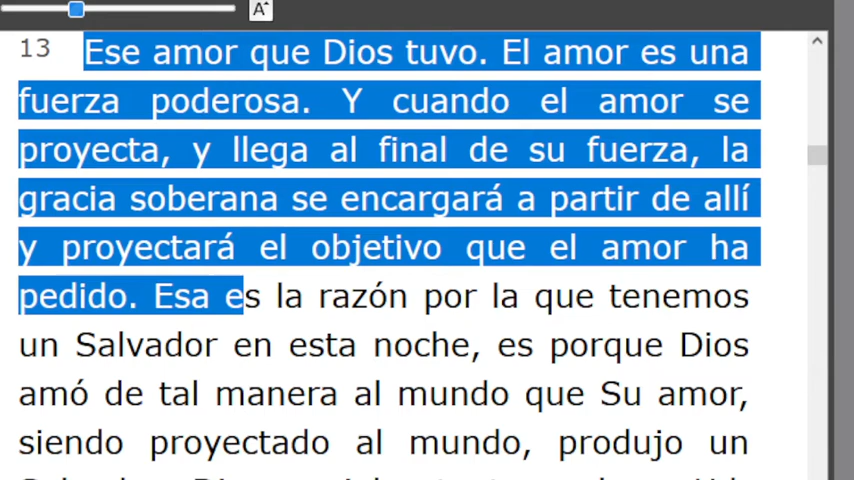 A^
13 Ese amor que Dios tuvo. El amor es una
fuerza poderosa. Y cuando el amor se
proyecta, y llega al final de su fuerza, la
gracia soberana se encargará a partir de allí
y proyectará el objetivo que el amor ha
pedido. Esa es la razón por la que tenemos
un Salvador en esta noche, es porque Dios
amó de tal manera al mundo que Su amor,
siendo proyectado al mundo, produjo un